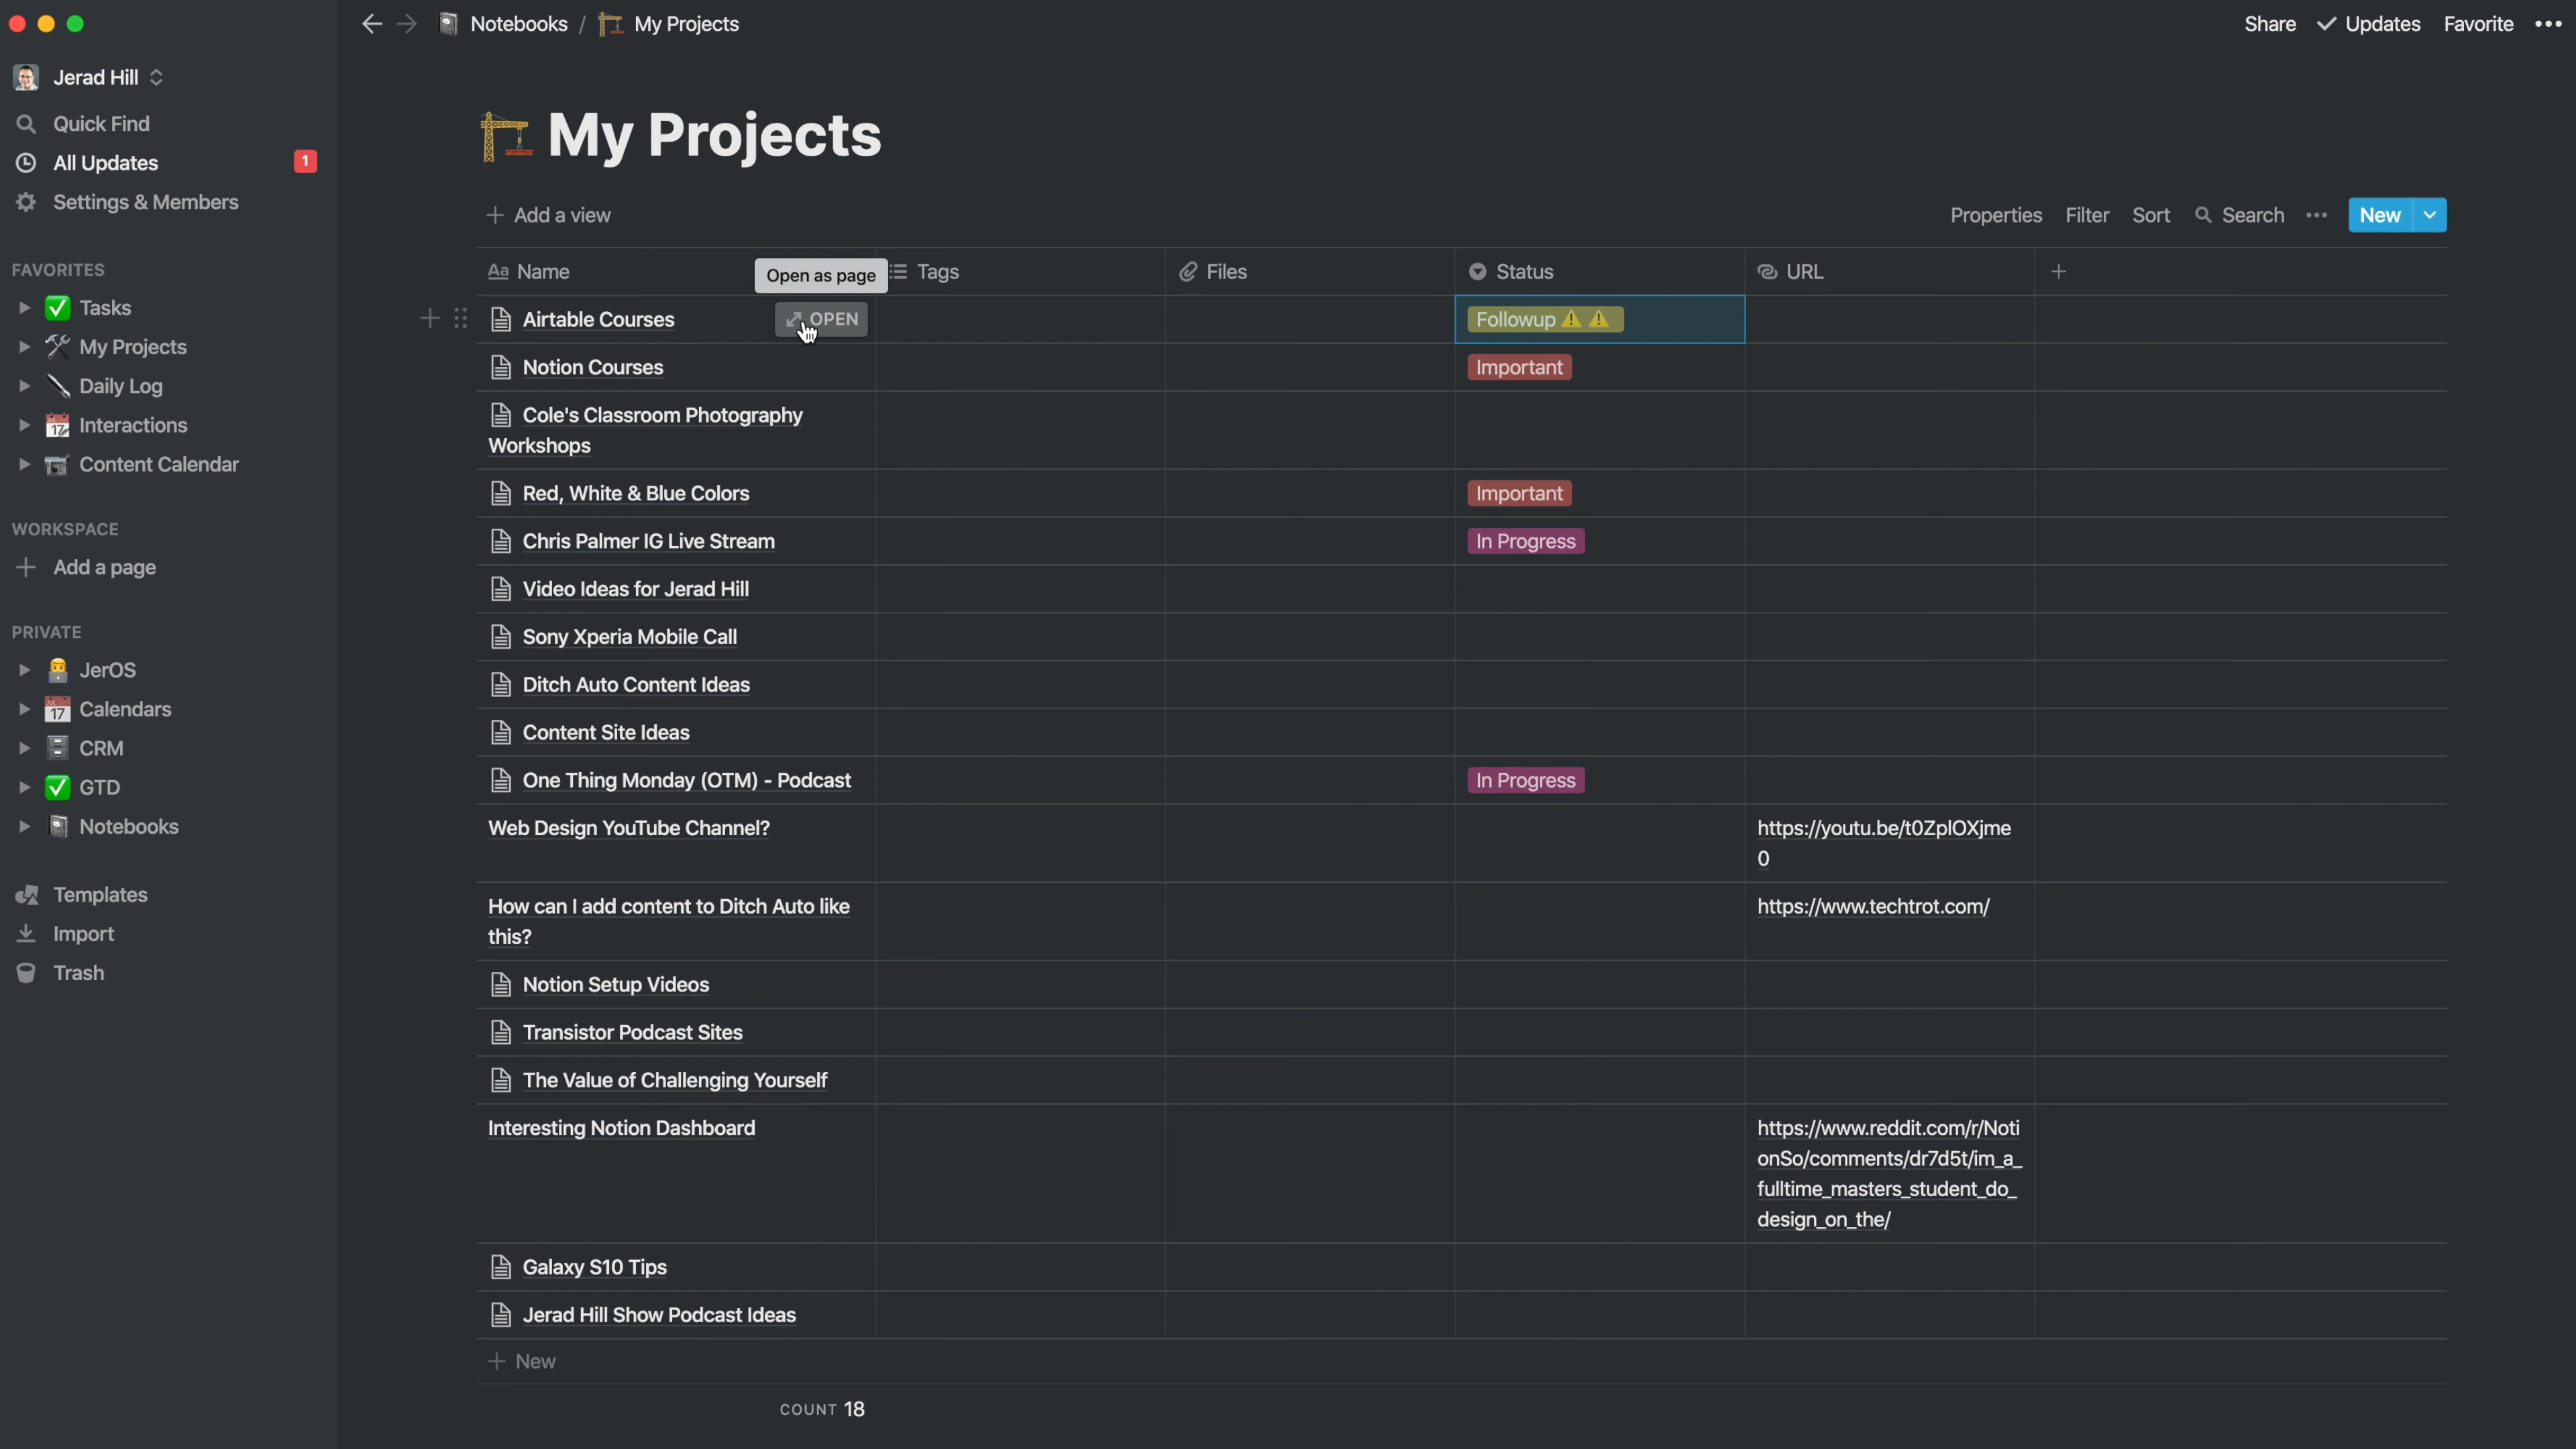 Notebooks / My Projects
Share Updates Favorite
Jerad Hill
Quick Find
All Updates 1
Settings & Members
FAVORITES
Tasks
My Projects
Daily Log
Interactions
Content Calendar
WORKSPACE
Add a page
PRIVATE
JerOS
Calendars
CRM
GTD
Notebooks
Templates
Import
Trash
My Projects
Add a view
Properties Filter Sort Search New
Aa Name Tags Files Status URL
Open as page
Airtable Courses OPEN Followup ⚠️ ⚠️
Notion Courses Important
Cole's Classroom Photography
Workshops
Red, White & Blue Colors Important
Chris Palmer IG Live Stream In Progress
Video Ideas for Jerad Hill
Sony Xperia Mobile Call
Ditch Auto Content Ideas
Content Site Ideas
One Thing Monday (OTM) - Podcast In Progress
Web Design YouTube Channel? https://youtu.be/t0ZplOXjme
0
How can I add content to Ditch Auto like https://www.techtrot.com/
this?
Notion Setup Videos
Transistor Podcast Sites
The Value of Challenging Yourself
Interesting Notion Dashboard https://www.reddit.com/r/Noti
onSo/comments/dr7d5t/im_a_
fulltime_masters_student_do_
design_on_the/
Galaxy S10 Tips
Jerad Hill Show Podcast Ideas
New
COUNT 18